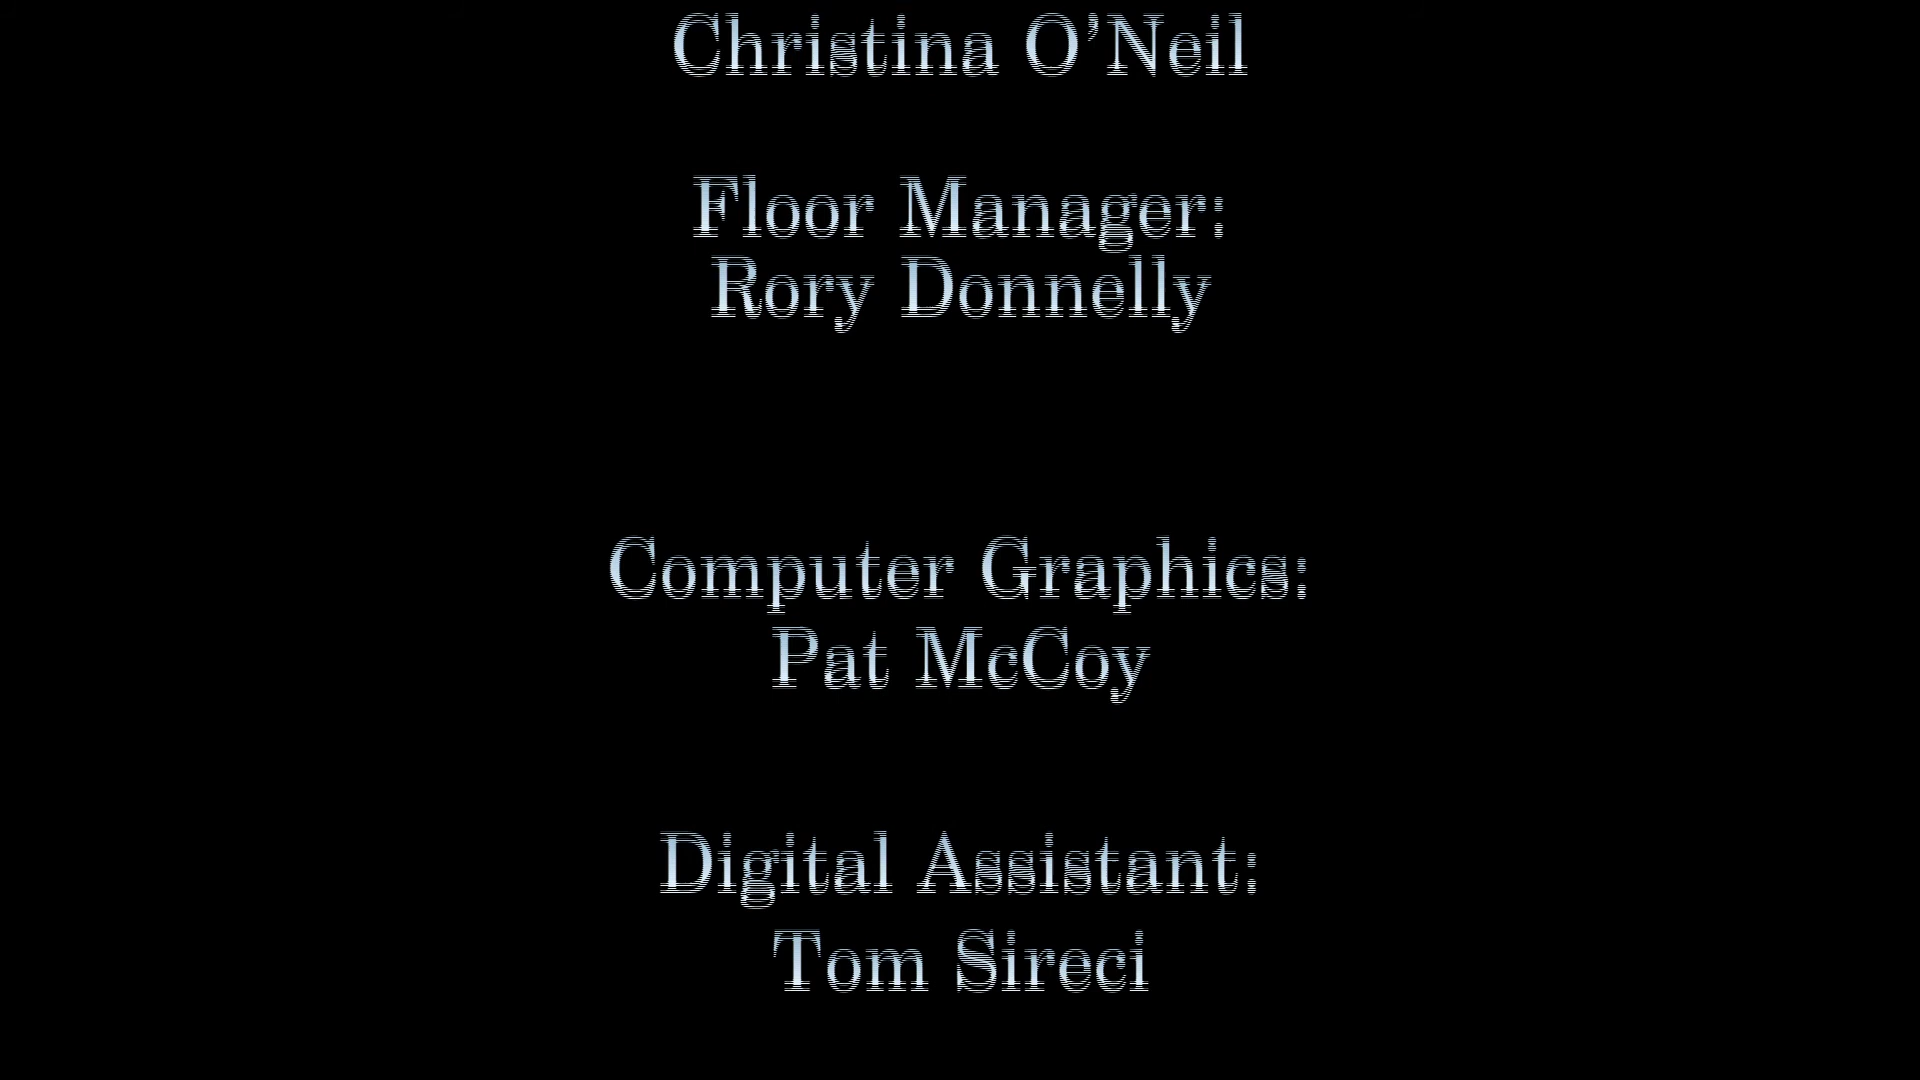 Christina O’Neil
Floor Manager:
Rory Donnelly
Computer Graphics:
Pat McCoy
Digital Assistant:
Tom Sireci